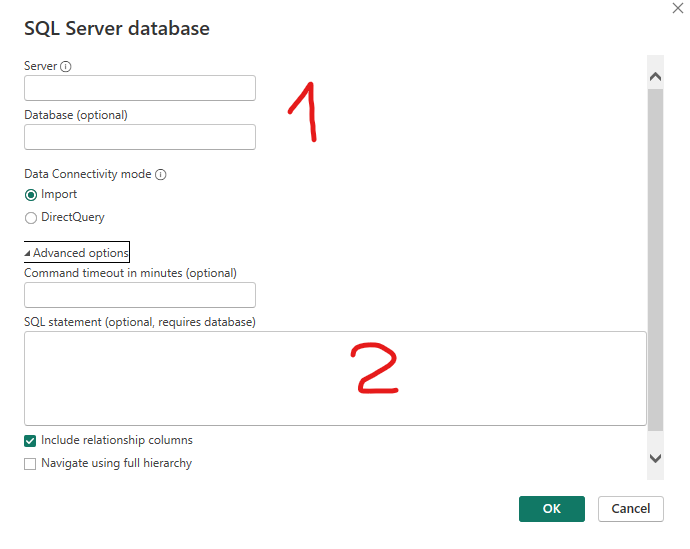 SQL Server database
Server
1
Database (optional)
Data Connectivity mode
Import
DirectQuery
Advanced options
Command timeout in minutes (optional)
SQL statement (optional, requires database)
2
Include relationship columns
Navigate using full hierarchy
OK Cancel